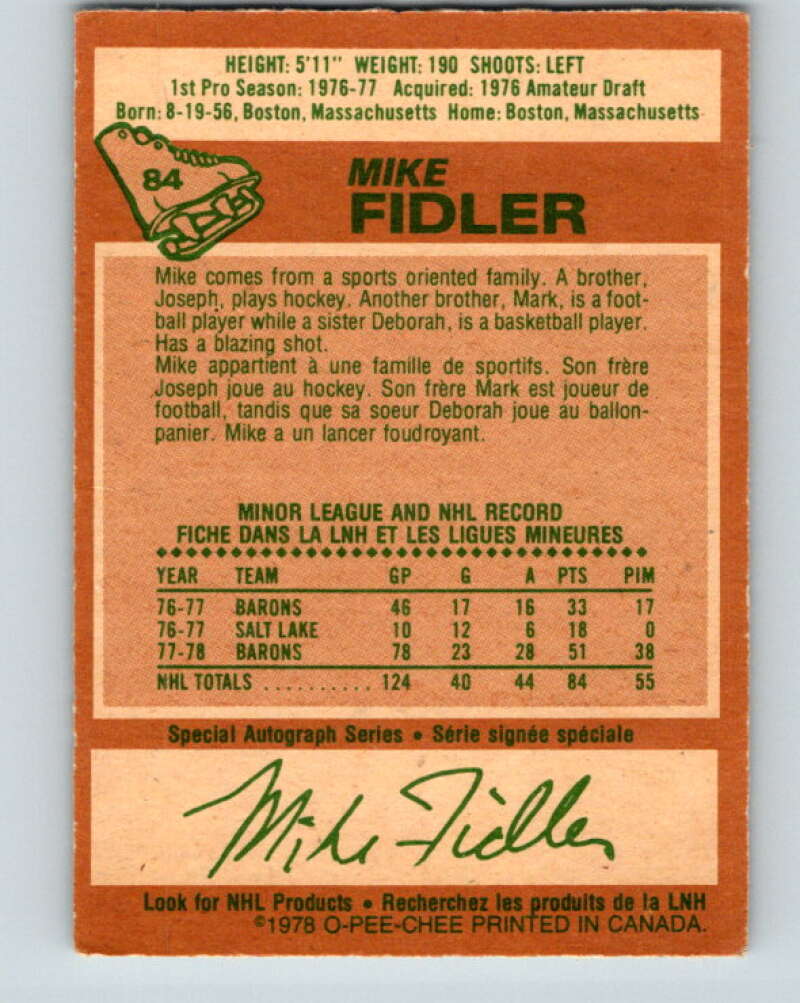 HEIGHT: 5'11" WEIGHT: 190 SHOOTS: LEFT
1st Pro Season: 1976-77 Acquired: 1976 Amateur Draft
Born: 8-19-56, Boston, Massachusetts Home: Boston, Massachusetts
84
MIKE
FIDLER
Mike comes from a sports oriented family. A brother,
Joseph, plays hockey. Another brother, Mark, is a foot-
ball player while a sister Deborah, is a basketball player.
Has a blazing shot.
Mike appartient à une famille de sportifs. Son frère
Joseph joue au hockey. Son frère Mark est joueur de
football, tandis que sa soeur Deborah joue au ballon-
panier. Mike a un lancer foudroyant.
MINOR LEAGUE AND NHL RECORD
FICHE DANS LA LNH ET LES LIGUES MINEURES
YEAR TEAM GP G A PTS PIM
76-77 BARONS 46 17 16 33 17
76-77 SALT LAKE 10 12 6 18 0
77-78 BARONS 78 23 28 51 38
NHL TOTALS .......... 124 40 44 84 55
Special Autograph Series • Série signée spéciale
Mike Fidler
Look for NHL Products • Recherchez les produits de la LNH
©1978 O-PEE-CHEE PRINTED IN CANADA.